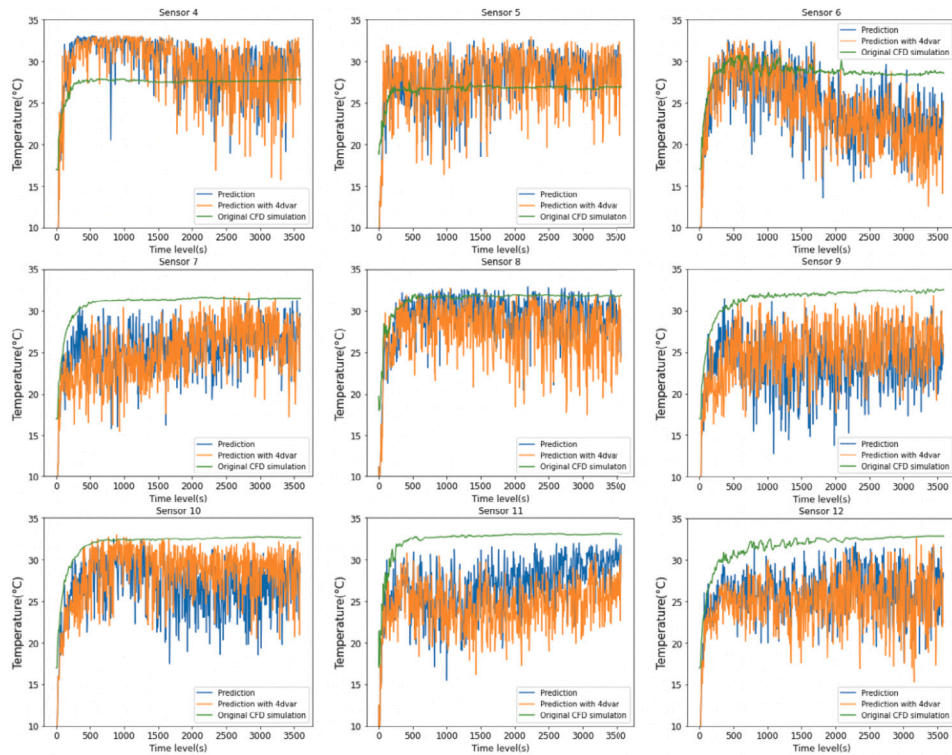 Sensor 4
Temperature(°C)
35
30
25
20
15
10
0 500 1000 1500 2000 2500 3000 3500
Time level(s)
Prediction
Prediction with 4dvar
Original CFD simulation
Sensor 5
Temperature(°C)
35
30
25
20
15
10
0 500 1000 1500 2000 2500 3000 3500
Time level(s)
Prediction
Prediction with 4dvar
Original CFD simulaton
Sensor 6
Temperature(°C)
35
30
25
20
15
10
0 500 1000 1500 2000 2500 3000 3500
Time level(s)
Prediction
Prediction with 4dvar
Original CFD simulation
Sensor 7
Temperature(°C)
35
30
25
20
15
10
0 500 1000 1500 2000 2500 3000 3500
Time level(s)
Prediction
Prediction with 4dvar
Original CFD simulation
Sensor 8
Temperature(°C)
35
30
25
20
15
10
0 500 1000 1500 2000 2500 3000 3500
Time level(s)
Prediction
Prediction with 4dvar
Original CFD simulation
Sensor 9
Temperature(°C)
35
30
25
20
15
10
0 500 1000 1500 2000 2500 3000 3500
Time level(s)
Prediction
Prediction with 4dvar
Original CFD simulation
Sensor 10
Temperature(°C)
35
30
25
20
15
10
0 500 1000 1500 2000 2500 3000 3500
Time level(s)
Prediction
Prediction with 4dvar
Original CFD simulation
Sensor 11
Temperature(°C)
35
30
25
20
15
10
0 500 1000 1500 2000 2500 3000 3500
Time level(s)
Prediction
Prediction with 4dvar
Original CFD simulation
Sensor 12
Temperature(°C)
35
30
25
20
15
10
0 500 1000 1500 2000 2500 3000 3500
Time level(s)
Prediction
Prediction with 4dvar
Original CFD simulation